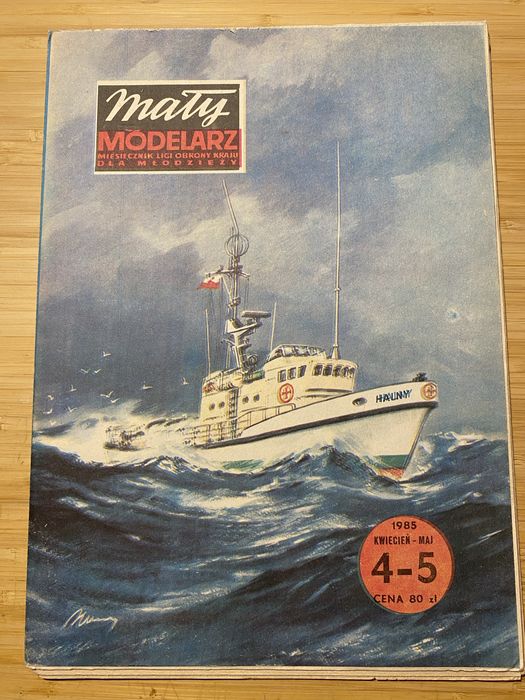 mały
MODELARZ
MIESIĘCZNIK LIGI OBRONY KRAJU
DLA MŁODZIEŻY
HALNY
1985
KWIECIEŃ - MAJ
4-5
CENA 80 zł